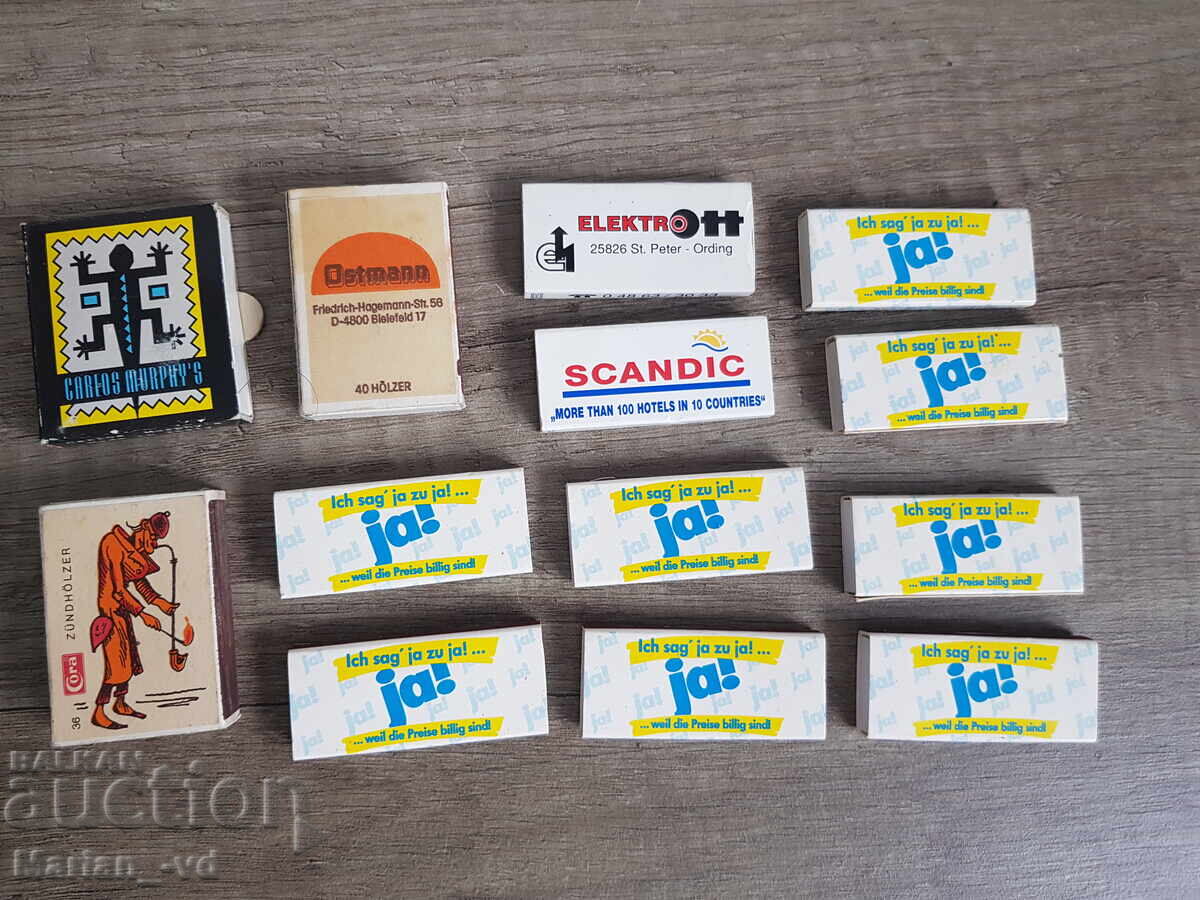 CARLOS MURPHY'S
Ostmann
Friedrich-Hagemann-Str. 56
D-4800 Bielefeld 17
40 HÖLZER
ELEKTRO OTT
25826 St. Peter - Ording
SCANDIC
„MORE THAN 100 HOTELS IN 10 COUNTRIES“
Ich sag' ja zu ja! ...
ja!
... weil die Preise billig sind!
Ich sag' ja zu ja! ...
ja!
... weil die Preise billig sind!
ZÜNDHÖLZER
Cora
36
Ich sag' ja zu ja! ...
ja!
... weil die Preise billig sind!
Ich sag' ja zu ja! ...
ja!
... weil die Preise billig sind!
Ich sag' ja zu ja! ...
ja!
... weil die Preise billig sind!
Ich sag' ja zu ja! ...
ja!
... weil die Preise billig sind!
Ich sag' ja zu ja! ...
ja!
... weil die Preise billig sind!
Ich sag' ja zu ja! ...
ja!
... weil die Preise billig sind!
BALKAN
auction
Marian_-vd